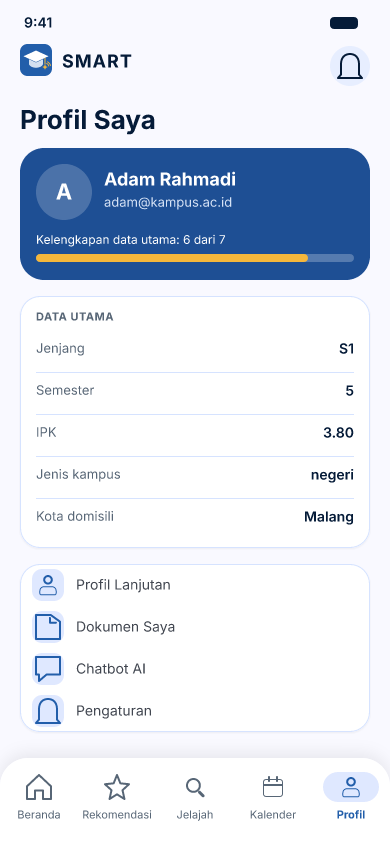 9:41
SMART
Profil Saya
A
Adam Rahmadi
adam@kampus.ac.id
Kelengkapan data utama: 6 dari 7
DATA UTAMA
Jenjang S1
Semester 5
IPK 3.80
Jenis kampus negeri
Kota domisili Malang
Profil Lanjutan
Dokumen Saya
Chatbot AI
Pengaturan
Beranda Rekomendasi Jelajah Kalender Profil